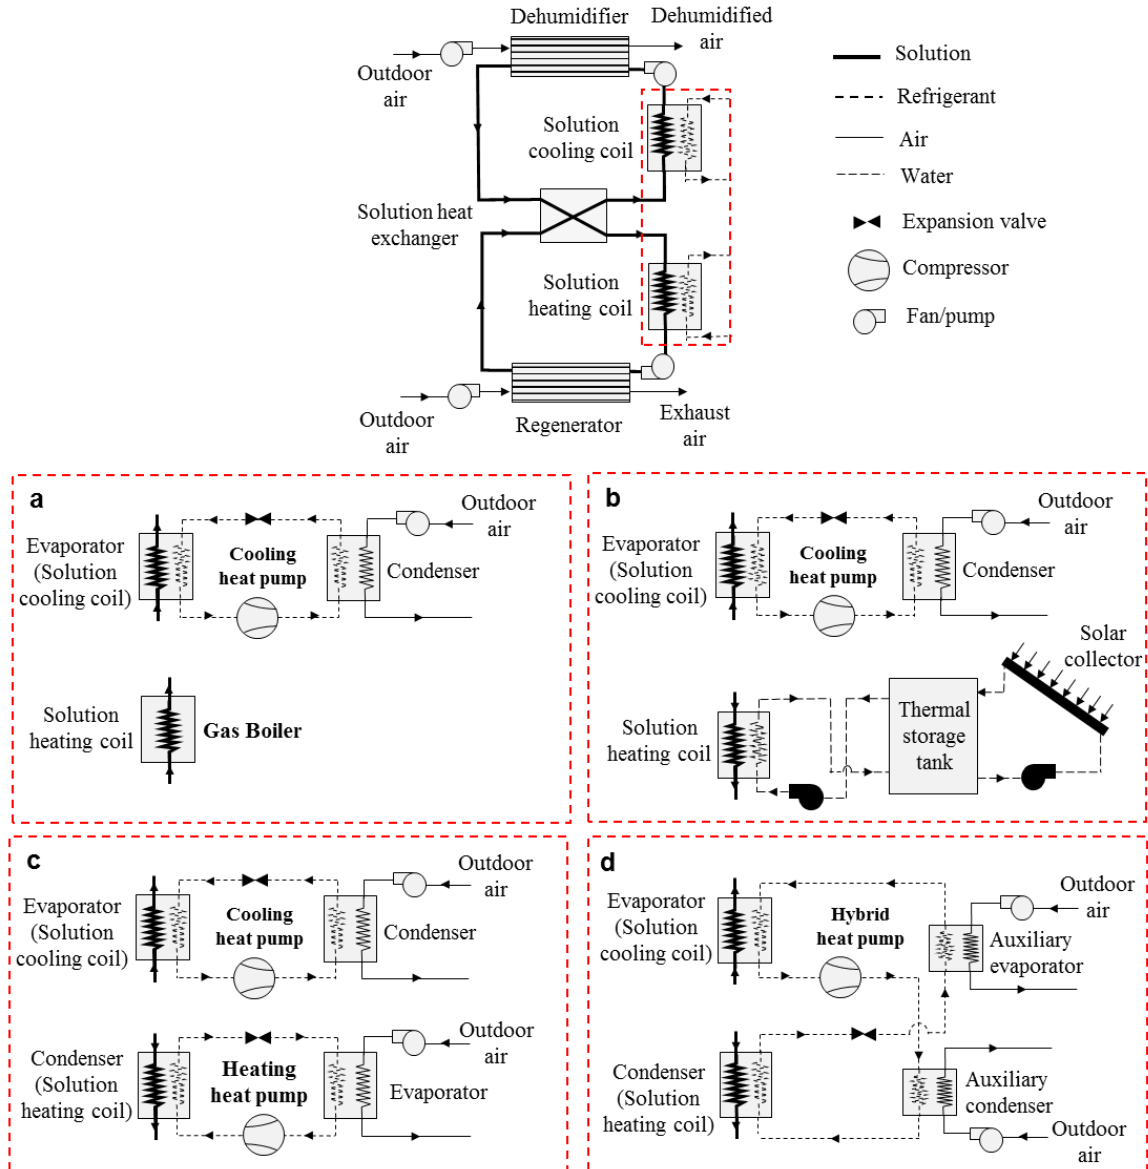 Dehumidifier
Dehumidified
air
Outdoor
air
Solution
cooling coil
Solution heat
exchanger
Solution
heating coil
Outdoor
air
Regenerator
Exhaust
air
Solution
Refrigerant
Air
Water
Expansion valve
Compressor
Fan/pump
a
Outdoor
air
Evaporator
(Solution
cooling coil)
Cooling
heat pump
Condenser
Solution
heating coil
Gas Boiler
b
Outdoor
air
Evaporator
(Solution
cooling coil)
Cooling
heat pump
Condenser
Solar
collector
Solution
heating coil
Thermal
storage
tank
c
Outdoor
air
Evaporator
(Solution
cooling coil)
Cooling
heat pump
Condenser
Outdoor
air
Condenser
(Solution
heating coil)
Heating
heat pump
Evaporator
d
Evaporator
(Solution
cooling coil)
Hybrid
heat pump
Outdoor
air
Auxiliary
evaporator
Condenser
(Solution
heating coil)
Auxiliary
condenser
Outdoor
air